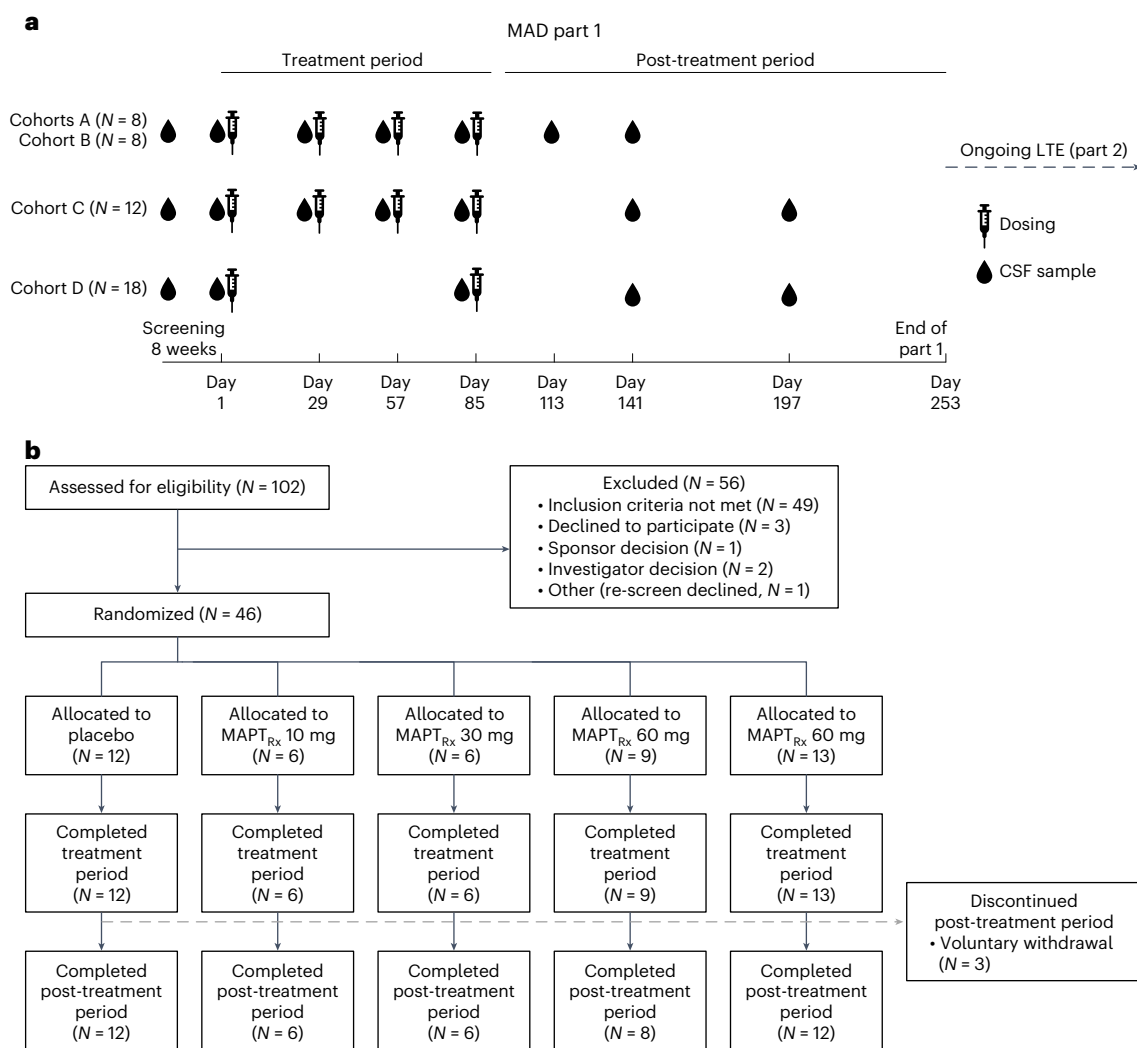 a
MAD part 1
Treatment period
Post-treatment period
Cohorts A (N = 8)
Cohort B (N = 8)
Cohort C (N = 12)
Cohort D (N = 18)
Ongoing LTE (part 2)
Dosing
CSF sample
Screening
8 weeks
End of
part 1
Day
1
Day
29
Day
57
Day
85
Day
113
Day
141
Day
197
Day
253
b
Assessed for eligibility (N = 102)
Excluded (N = 56)
• Inclusion criteria not met (N = 49)
• Declined to participate (N = 3)
• Sponsor decision (N = 1)
• Investigator decision (N = 2)
• Other (re-screen declined, N = 1)
Randomized (N = 46)
Allocated to
placebo
(N = 12)
Allocated to
MAPTRx 10 mg
(N = 6)
Allocated to
MAPTRx 30 mg
(N = 6)
Allocated to
MAPTRx 60 mg
(N = 9)
Allocated to
MAPTRx 60 mg
(N = 13)
Completed
treatment
period
(N = 12)
Completed
treatment
period
(N = 6)
Completed
treatment
period
(N = 6)
Completed
treatment
period
(N = 9)
Completed
treatment
period
(N = 13)
Discontinued
post-treatment period
• Voluntary withdrawal
(N = 3)
Completed
post-treatment
period
(N = 12)
Completed
post-treatment
period
(N = 6)
Completed
post-treatment
period
(N = 6)
Completed
post-treatment
period
(N = 8)
Completed
post-treatment
period
(N = 12)